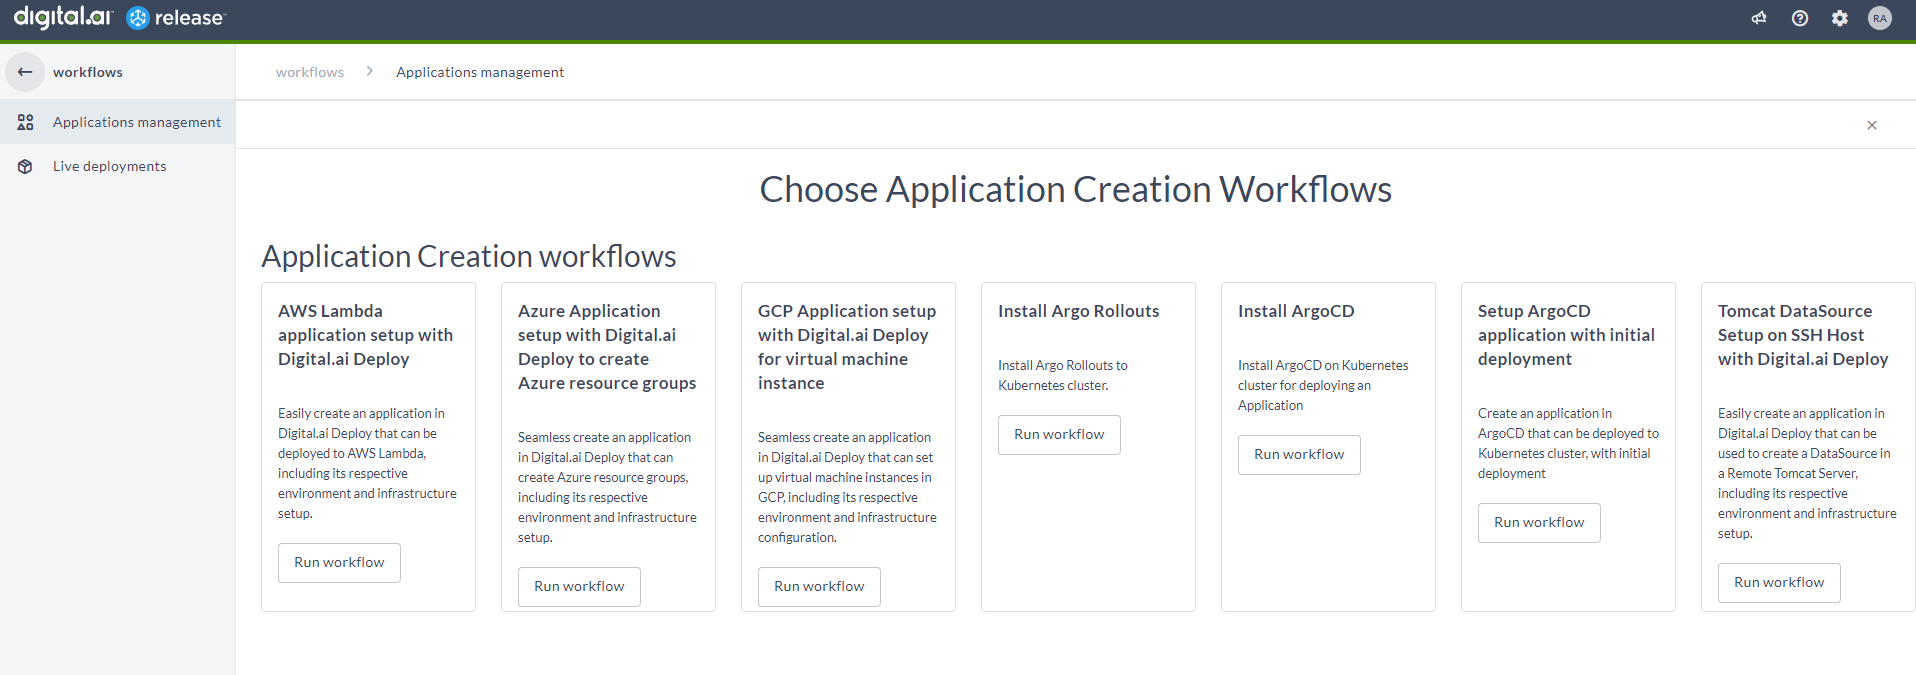 digital.ai release™
RA
workflows
Applications management
Live deployments
workflows > Applications management
Choose Application Creation Workflows
Application Creation workflows
AWS Lambda
application setup with
Digital.ai Deploy
Easily create an application in
Digital.ai Deploy that can be
deployed to AWS Lambda,
including its respective
environment and infrastructure
setup.
Run workflow
Azure Application
setup with Digital.ai
Deploy to create
Azure resource groups
Seamless create an application
in Digital.ai Deploy that can
create Azure resource groups,
including its respective
environment and infrastructure
setup.
Run workflow
GCP Application setup
with Digital.ai Deploy
for virtual machine
instance
Seamless create an application
in Digital.ai Deploy that can set
up virtual machine instances in
GCP, including its respective
environment and infrastructure
configuration.
Run workflow
Install Argo Rollouts
Install Argo Rollouts to
Kubernetes cluster.
Run workflow
Install ArgoCD
Install ArgoCD on Kubernetes
cluster for deploying an
Application
Run workflow
Setup ArgoCD
application with initial
deployment
Create an application in
ArgoCD that can be deployed to
Kubernetes cluster, with initial
deployment
Run workflow
Tomcat DataSource
Setup on SSH Host
with Digital.ai Deploy
Easily create an application in
Digital.ai Deploy that can be
used to create a DataSource in
a Remote Tomcat Server,
including its respective
environment and infrastructure
setup.
Run workflow